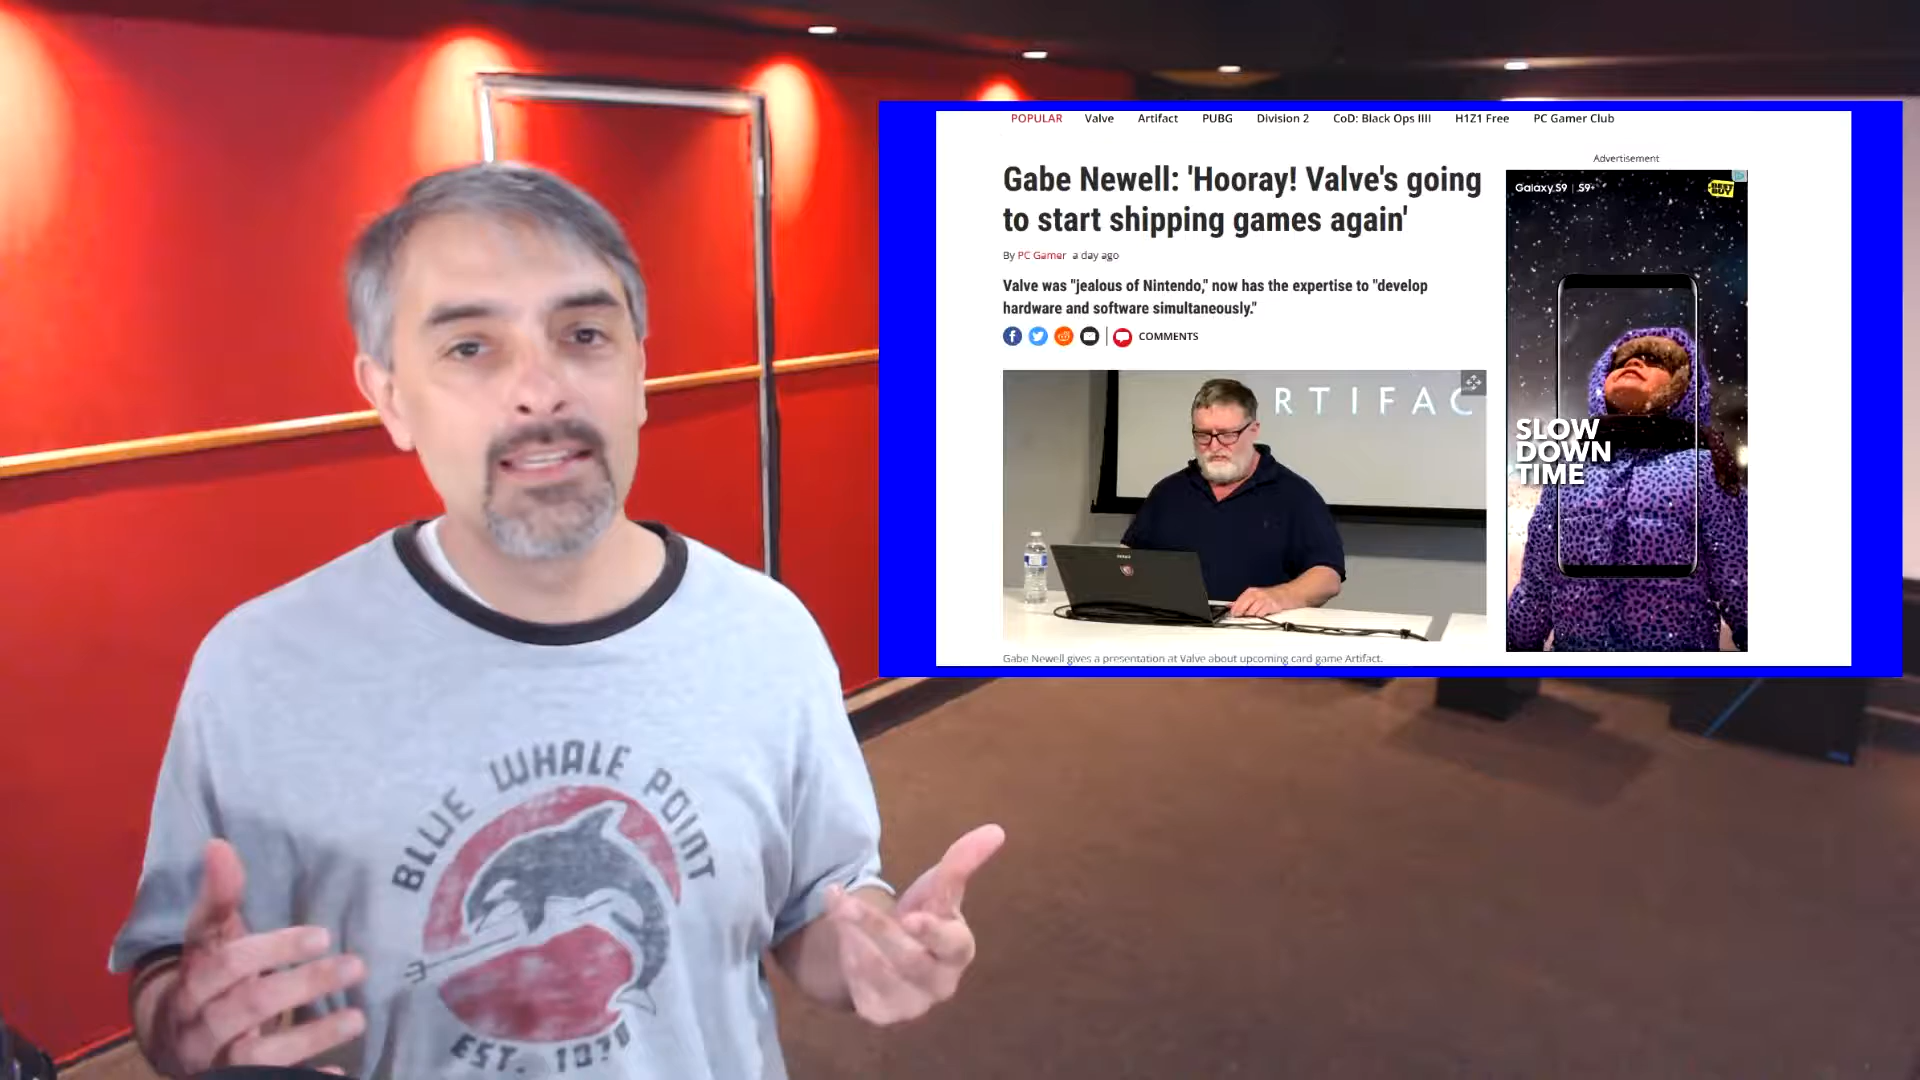 POPULAR Valve Artifact PUBG Division 2 CoD: Black Ops IIII H1Z1 Free PC Gamer Club
Advertisement
Gabe Newell: 'Hooray! Valve's going
to start shipping games again'
By PC Gamer a day ago
Valve was "jealous of Nintendo," now has the expertise to "develop
hardware and software simultaneously."
COMMENTS
RTIFAC
Gabe Newell gives a presentation at Valve about upcoming card game Artifact.
Galaxy S9 | S9+
BEST
BUY
SLOW
DOWN
TIME
BLUE WHALE POINT
EST.